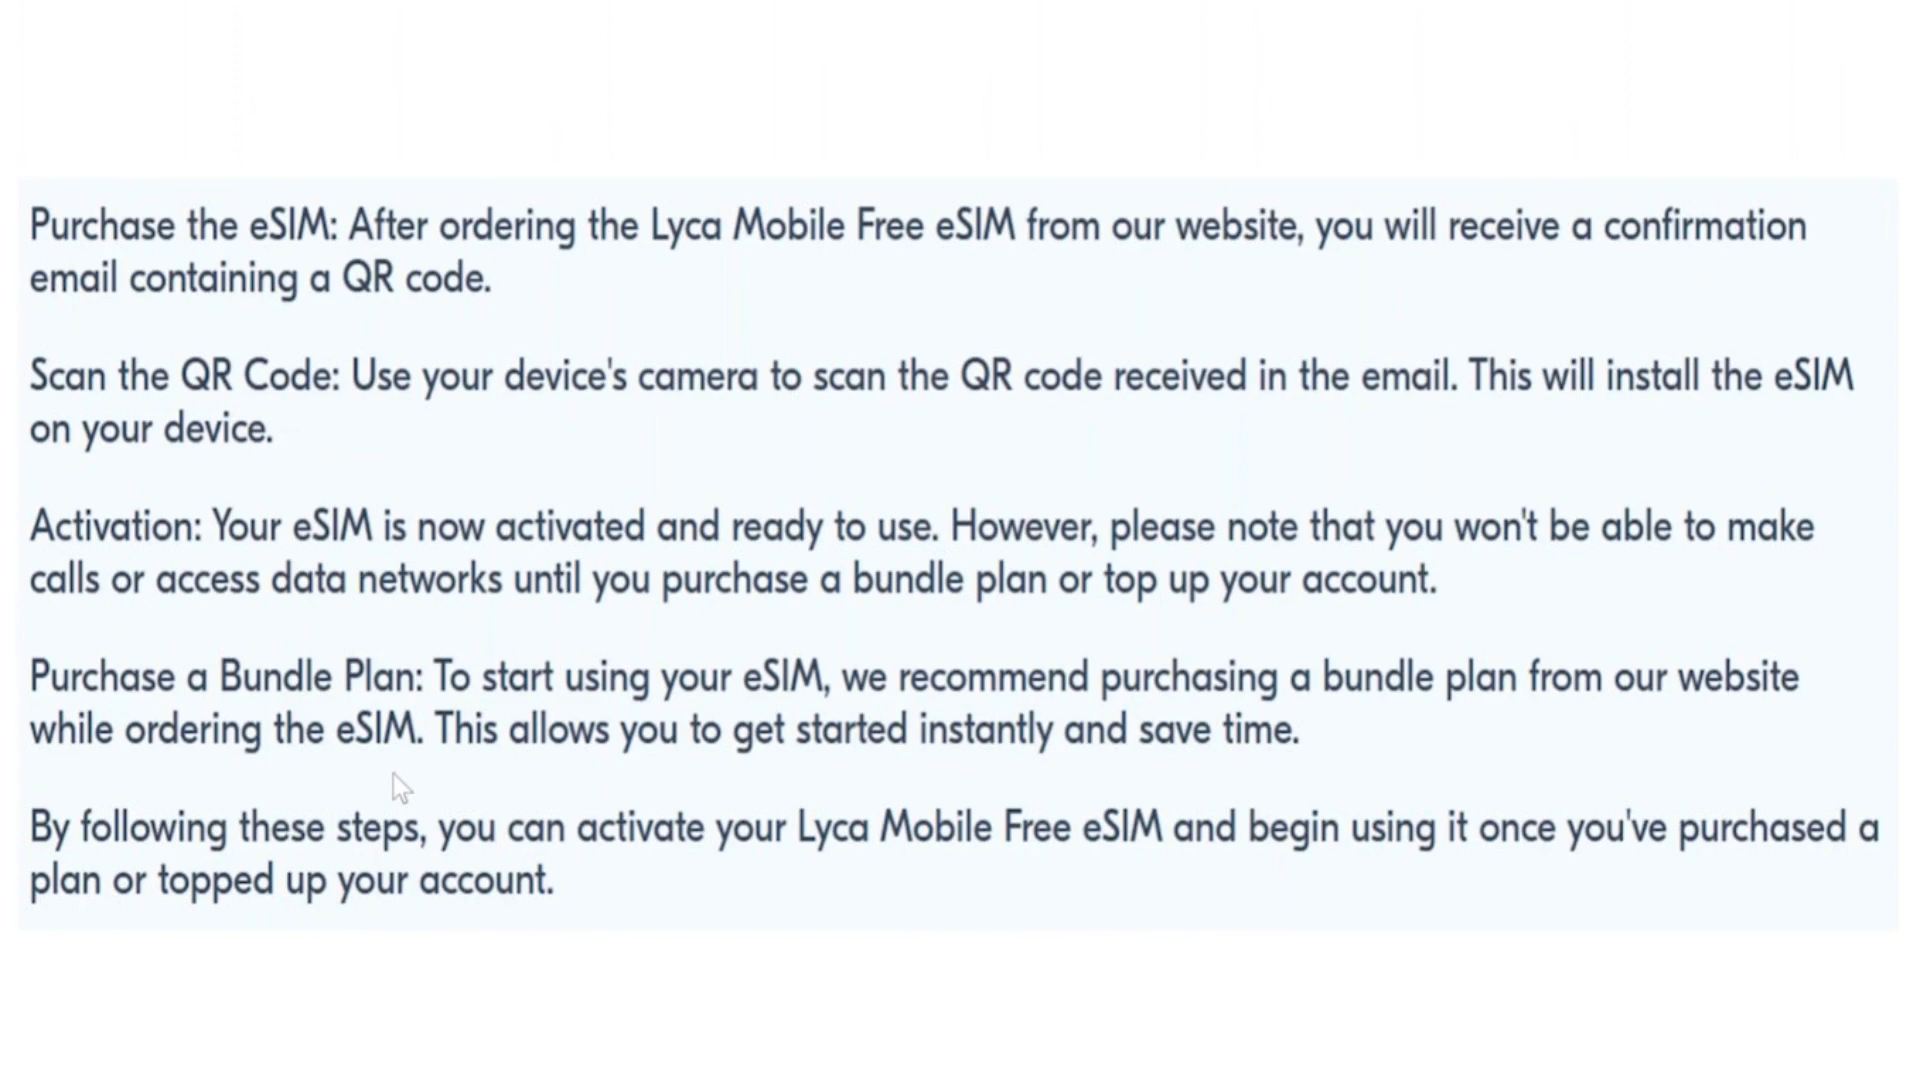 Purchase the eSIM: After ordering the Lyca Mobile Free eSIM from our website, you will receive a confirmation
email containing a QR code.
Scan the QR Code: Use your device's camera to scan the QR code received in the email. This will install the eSIM
on your device.
Activation: Your eSIM is now activated and ready to use. However, please note that you won't be able to make
calls or access data networks until you purchase a bundle plan or top up your account.
Purchase a Bundle Plan: To start using your eSIM, we recommend purchasing a bundle plan from our website
while ordering the eSIM. This allows you to get started instantly and save time.
By following these steps, you can activate your Lyca Mobile Free eSIM and begin using it once you've purchased a
plan or topped up your account.